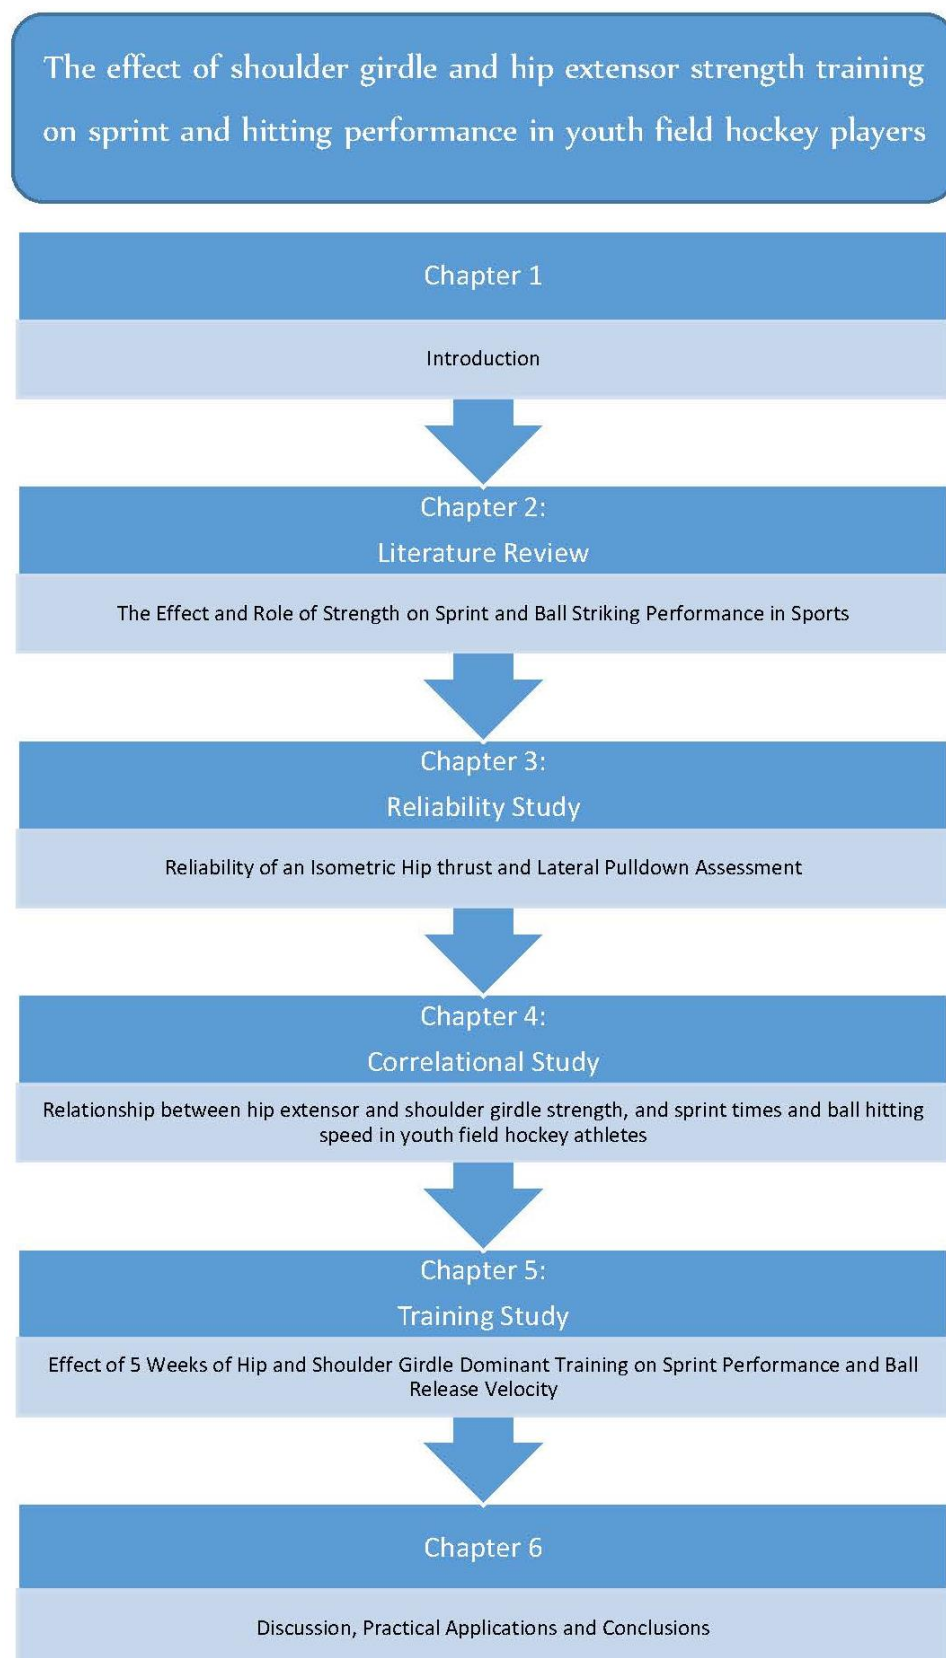 The effect of shoulder girdle and hip extensor strength training
on sprint and hitting performance in youth field hockey players
Chapter 1
Introduction
Chapter 2:
Literature Review
The Effect and Role of Strength on Sprint and Ball Striking Performance in Sports
Chapter 3:
Reliability Study
Reliability of an Isometric Hip thrust and Lateral Pulldown Assessment
Chapter 4:
Correlational Study
Relationship between hip extensor and shoulder girdle strength, and sprint times and ball hitting
speed in youth field hockey athletes
Chapter 5:
Training Study
Effect of 5 Weeks of Hip and Shoulder Girdle Dominant Training on Sprint Performance and Ball
Release Velocity
Chapter 6
Discussion, Practical Applications and Conclusions